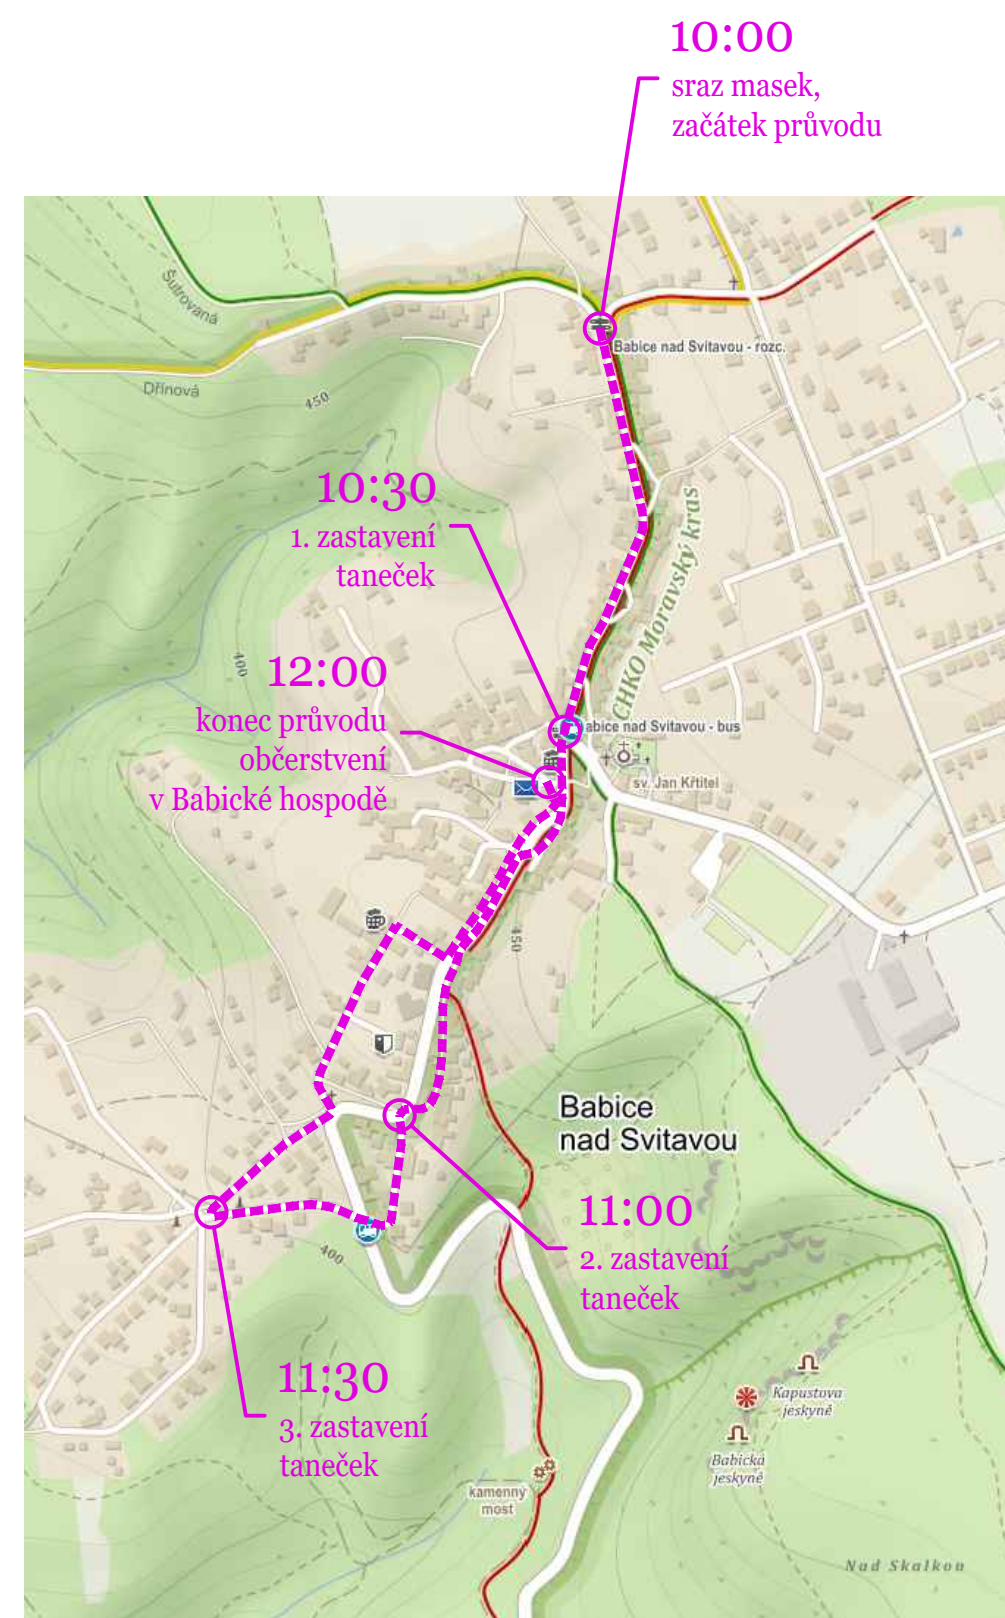 10:00
sraz masek,
začátek průvodu
Šutrovaná
Babice nad Svitavou - rozc.
Dřínová
450
10:30
1. zastavení
taneček
CHKO Moravský kras
400
12:00
konec průvodu
občerstvení
v Babické hospodě
abice nad Svitavou - bus
sv. Jan Křtitel
450
Babice
nad Svitavou
11:00
2. zastavení
taneček
400
11:30
3. zastavení
taneček
Kapustova
jeskyně
Babická
jeskyně
kamenný
most
Nad Skalkou